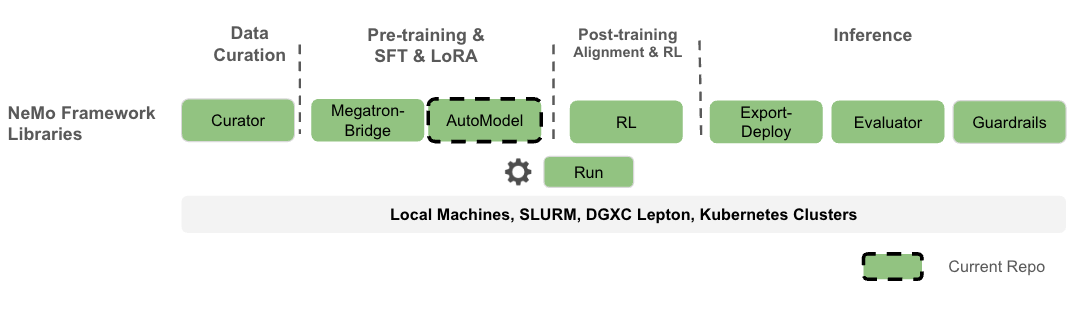 Data
Curation
Pre-training &
SFT & LoRA
Post-training
Alignment & RL
Inference
NeMo Framework
Libraries
Curator
Megatron-
Bridge
AutoModel
RL
Export-
Deploy
Evaluator
Guardrails
Run
Local Machines, SLURM, DGXC Lepton, Kubernetes Clusters
Current Repo